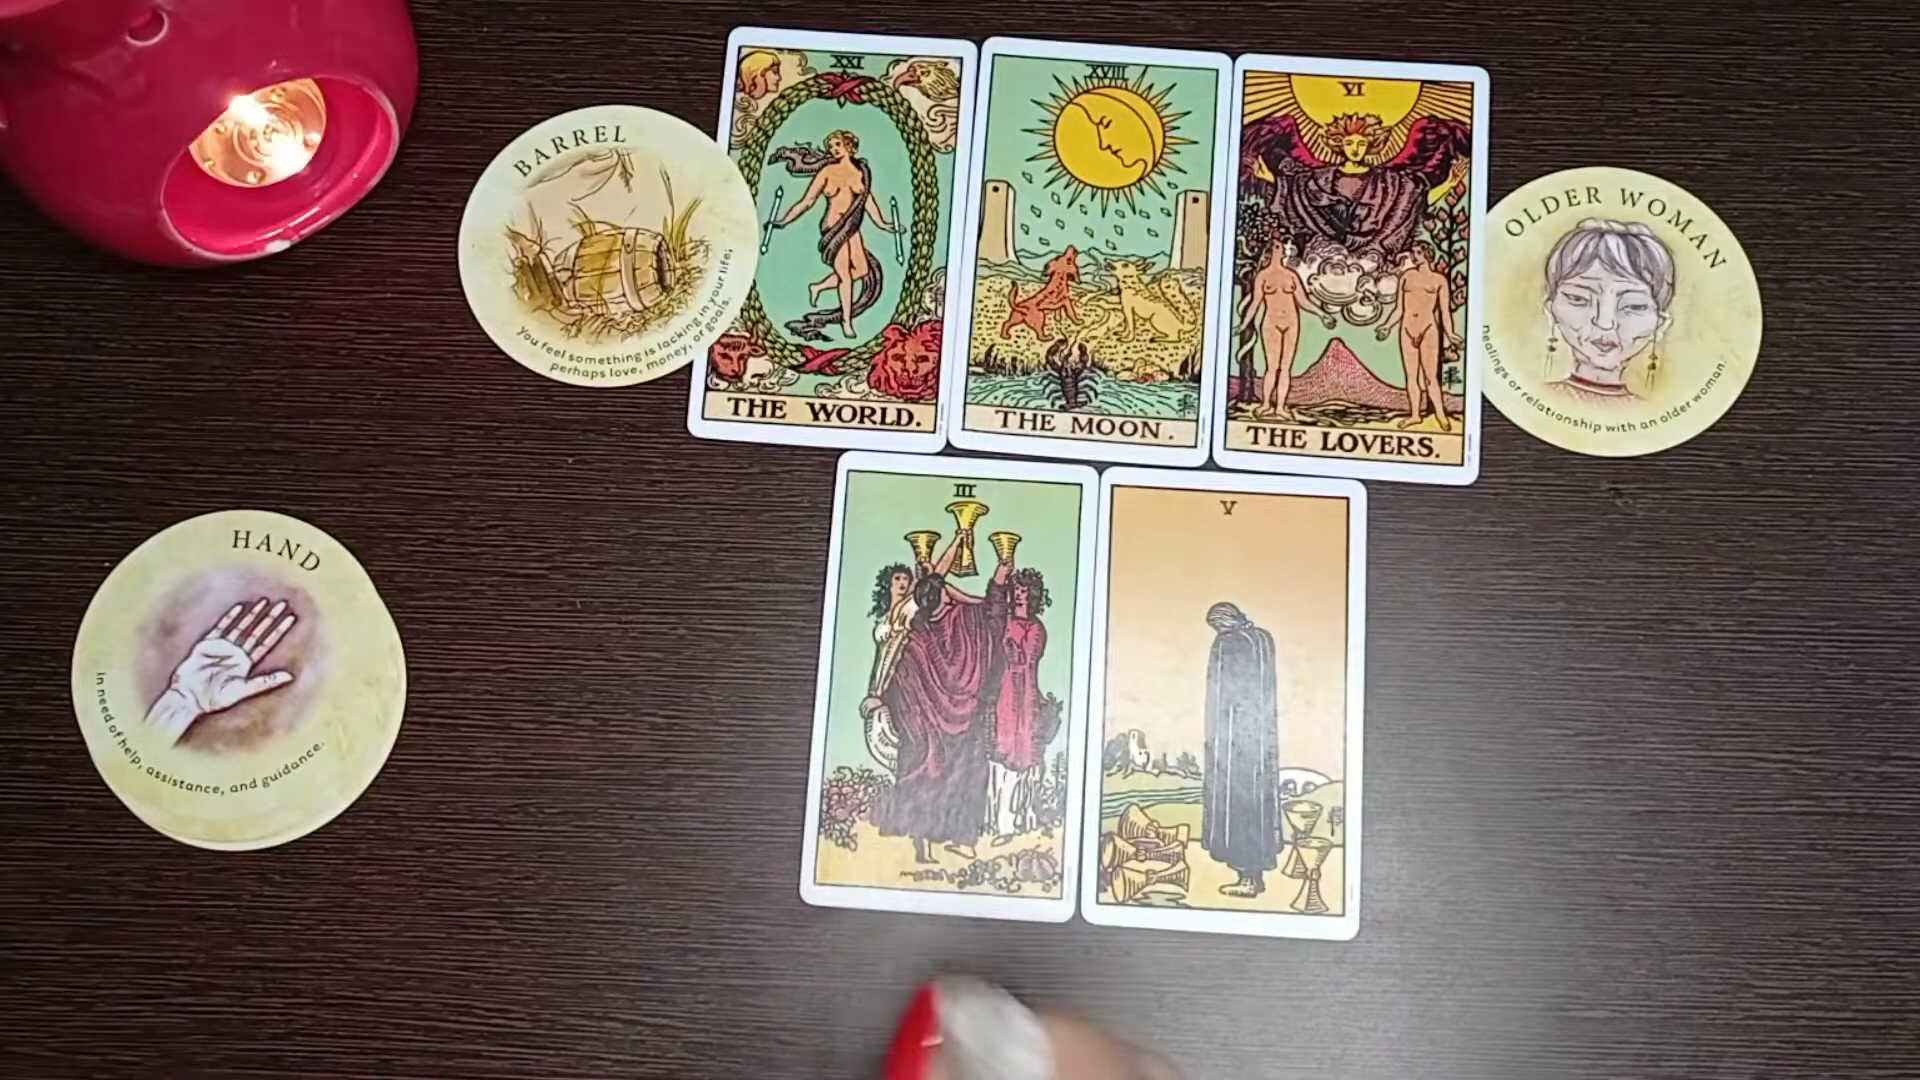 BARREL
You feel something is lacking in your life;
perhaps love, money, or goals.
XXI
THE WORLD.
XVIII
THE MOON.
VI
THE LOVERS.
OLDER WOMAN
Dealings or relationship with an older woman.
HAND
In need of help, assistance, and guidance.
III
V